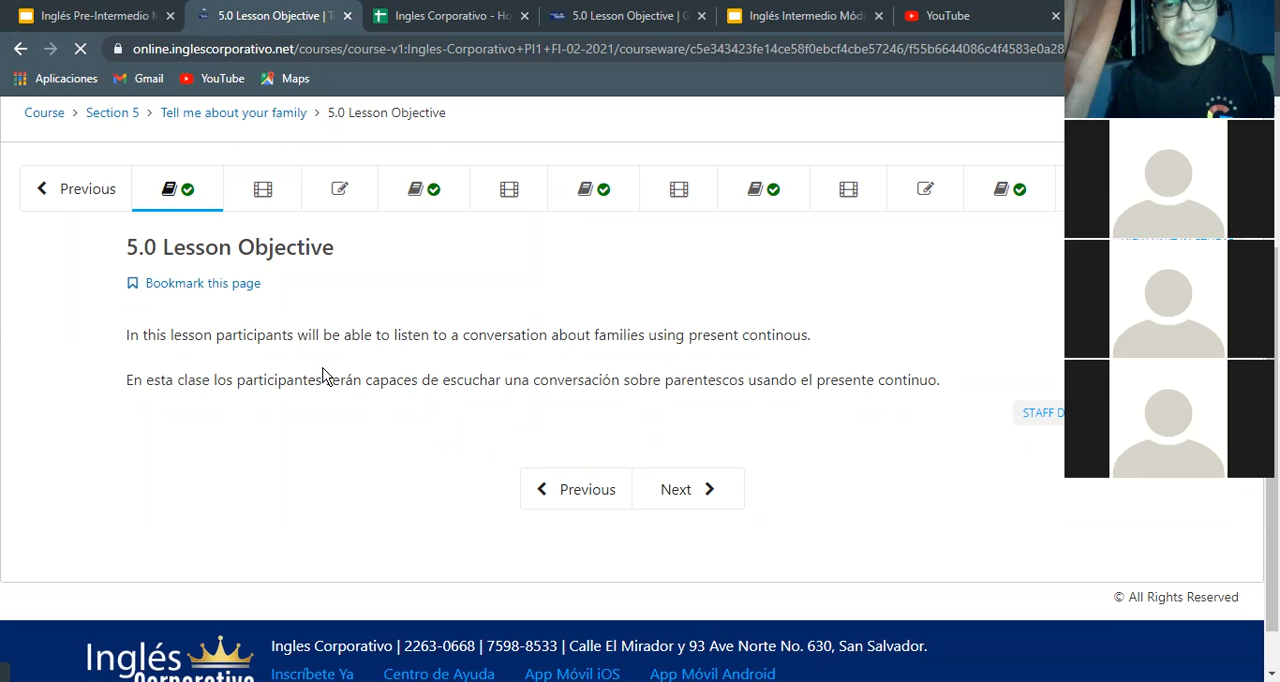 Inglés Pre-Intermedio
5.0 Lesson Objective | T
Ingles Corporativo - Ho
5.0 Lesson Objective | G
Inglés Intermedio Mód
YouTube
online.inglescorporativo.net/courses/course-v1:Ingles-Corporativo+PI1+FI-02-2021/courseware/c5e343423fe14ce58f0ebcf4cbe57246/f55b6644086c4f4583e0a28
Aplicaciones Gmail YouTube Maps
Course > Section 5 > Tell me about your family > 5.0 Lesson Objective
Previous
5.0 Lesson Objective
Bookmark this page
In this lesson participants will be able to listen to a conversation about families using present continous.
En esta clase los participantes serán capaces de escuchar una conversación sobre parentescos usando el presente continuo.
STAFF D
Previous Next
© All Rights Reserved
Inglés
Corporativo
Ingles Corporativo | 2263-0668 | 7598-8533 | Calle El Mirador y 93 Ave Norte No. 630, San Salvador.
Inscríbete Ya Centro de Ayuda App Móvil iOS App Móvil Android